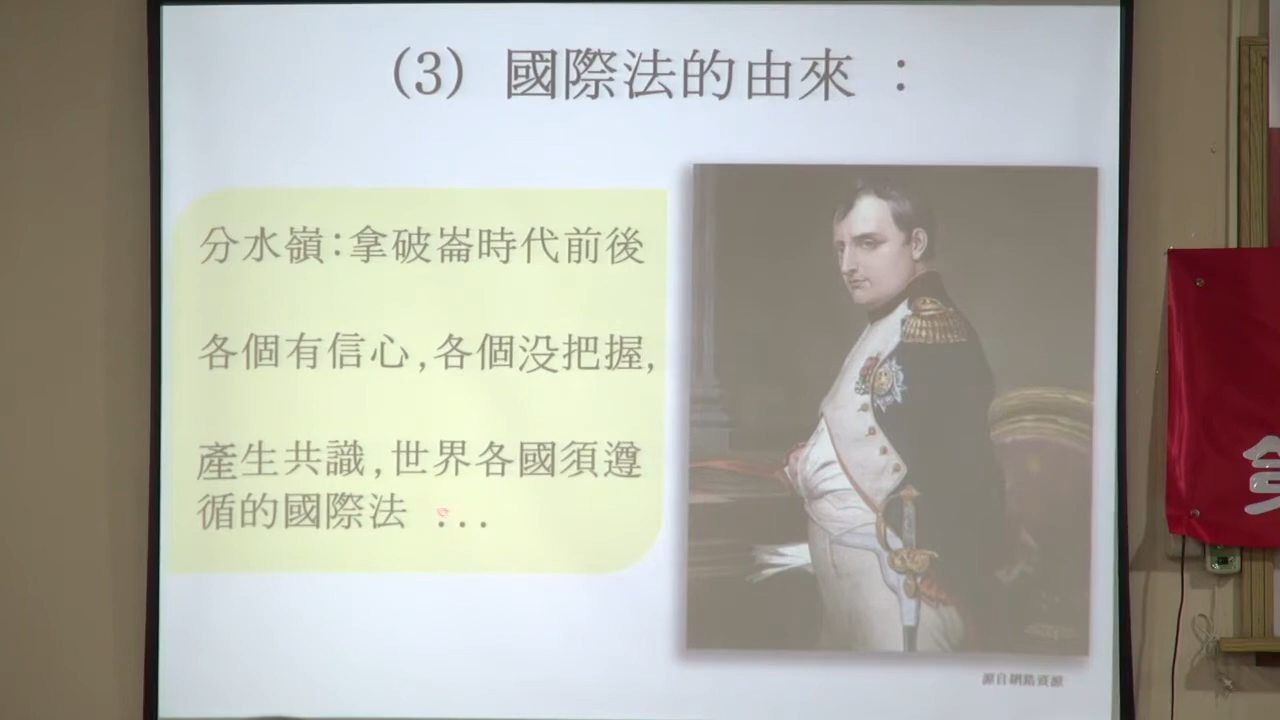 (3) 國際法的由來 :
分水嶺:拿破崙時代前後
各個有信心,各個没把握,
產生共識,世界各國須遵
循的國際法 ...
源自網路資源